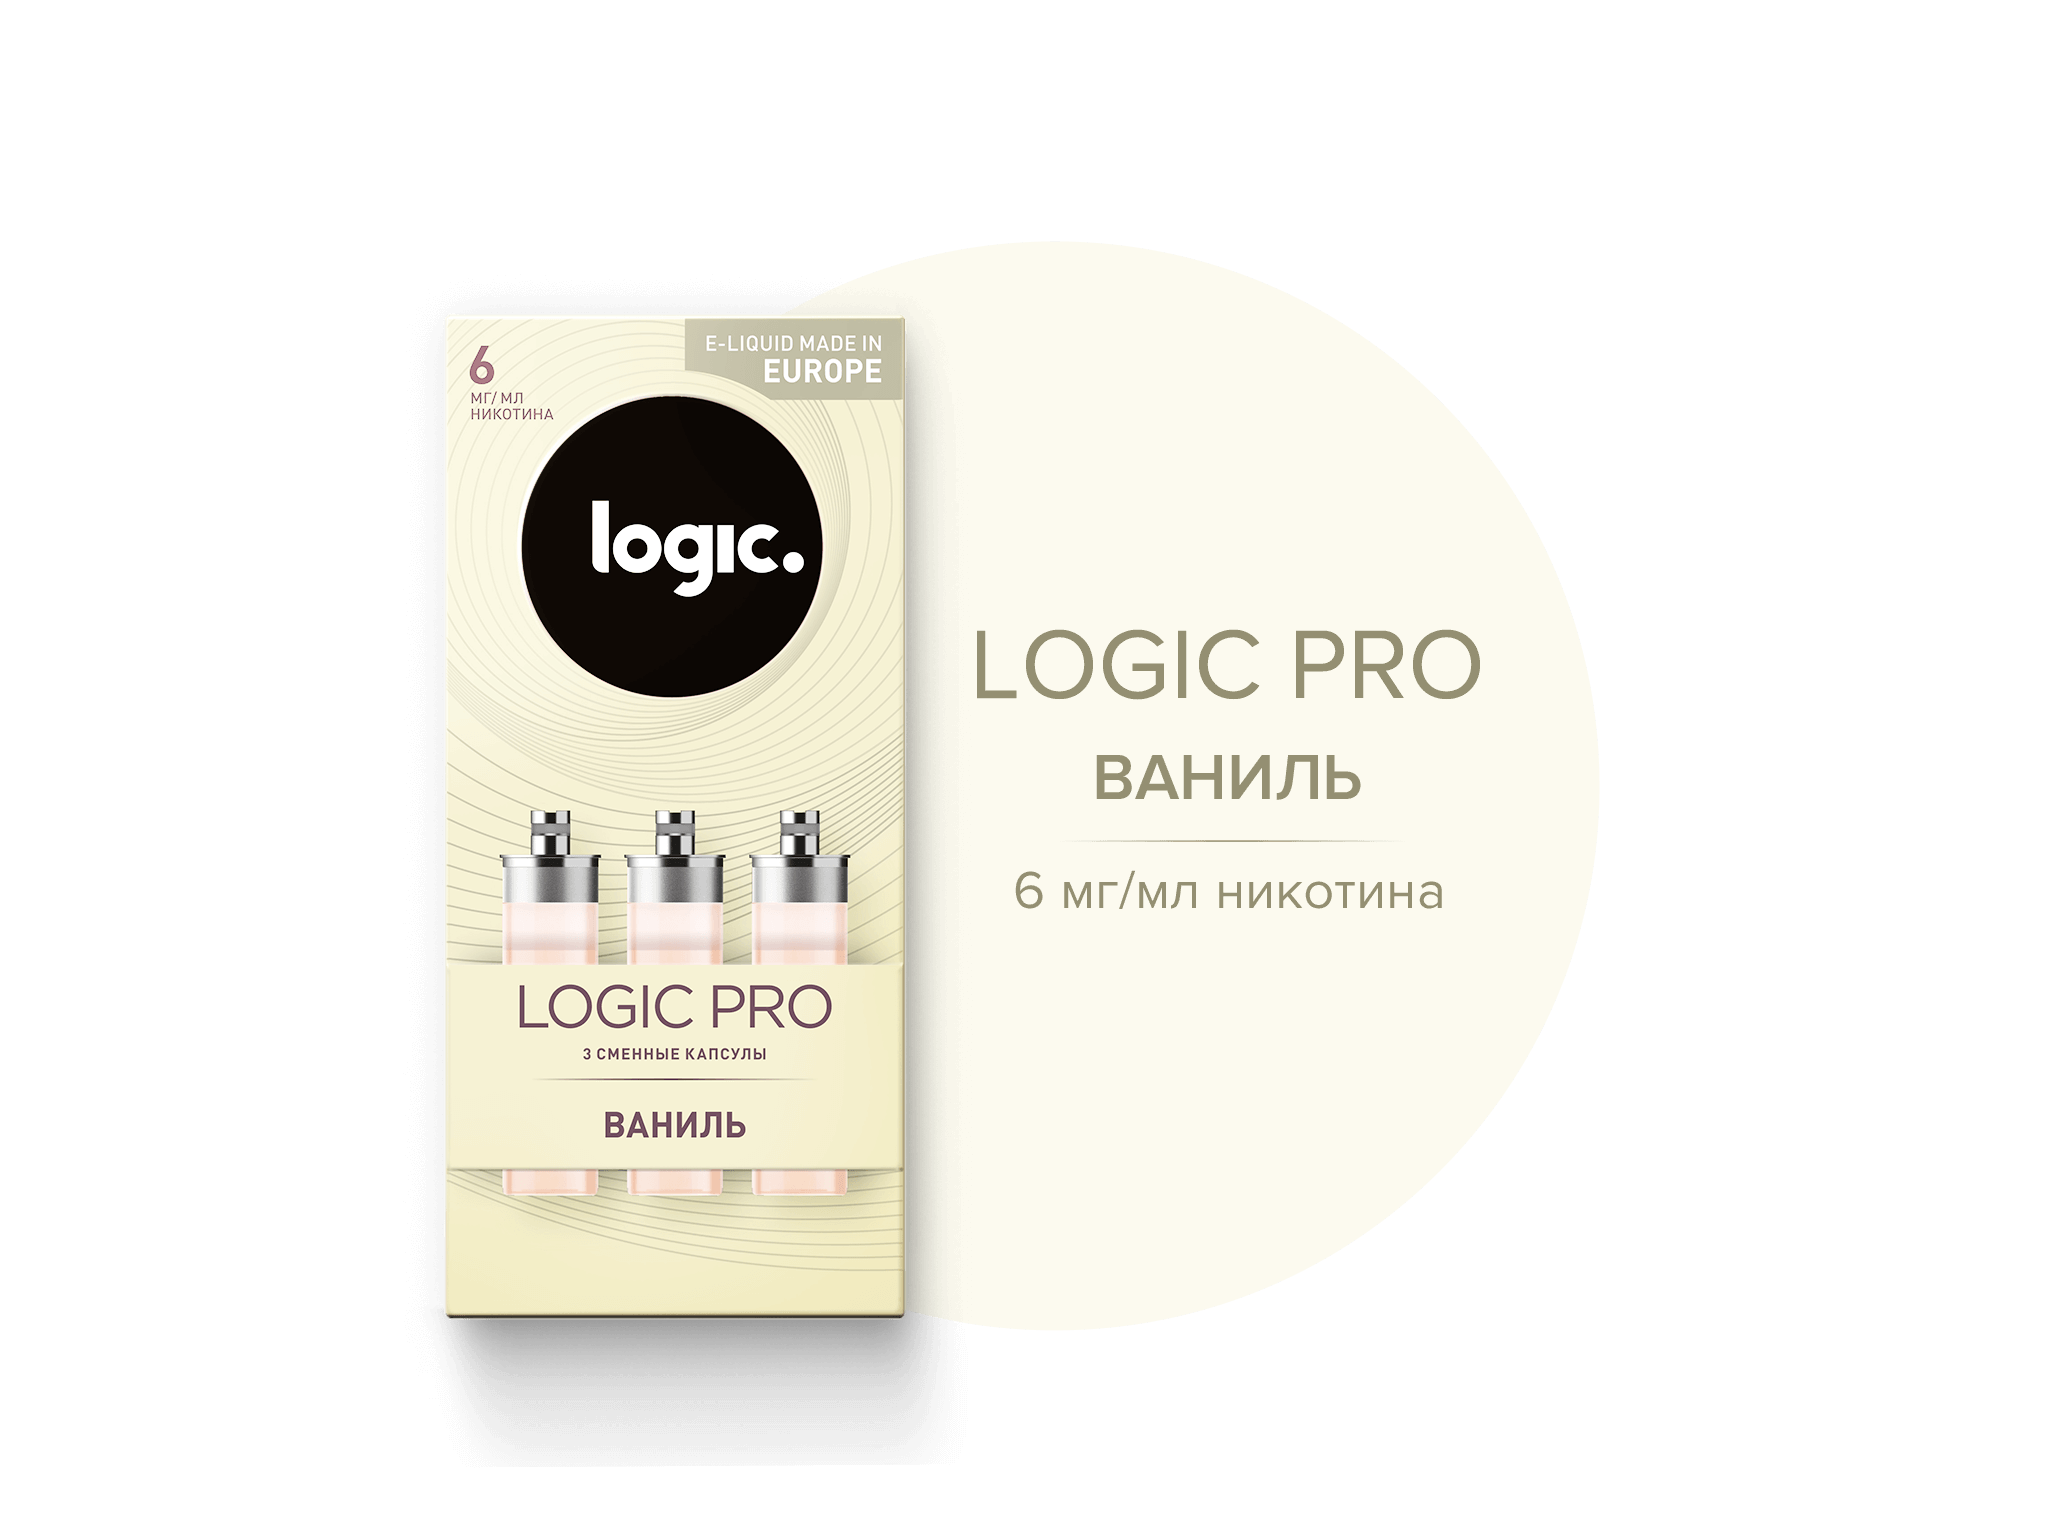 6
МГ/МЛ
НИКОТИНА
E-LIQUID MADE IN
EUROPE
logic.
LOGIC PRO
3 СМЕННЫЕ КАПСУЛЫ
ВАНИЛЬ
LOGIC PRO
ВАНИЛЬ
6 мг/мл никотина